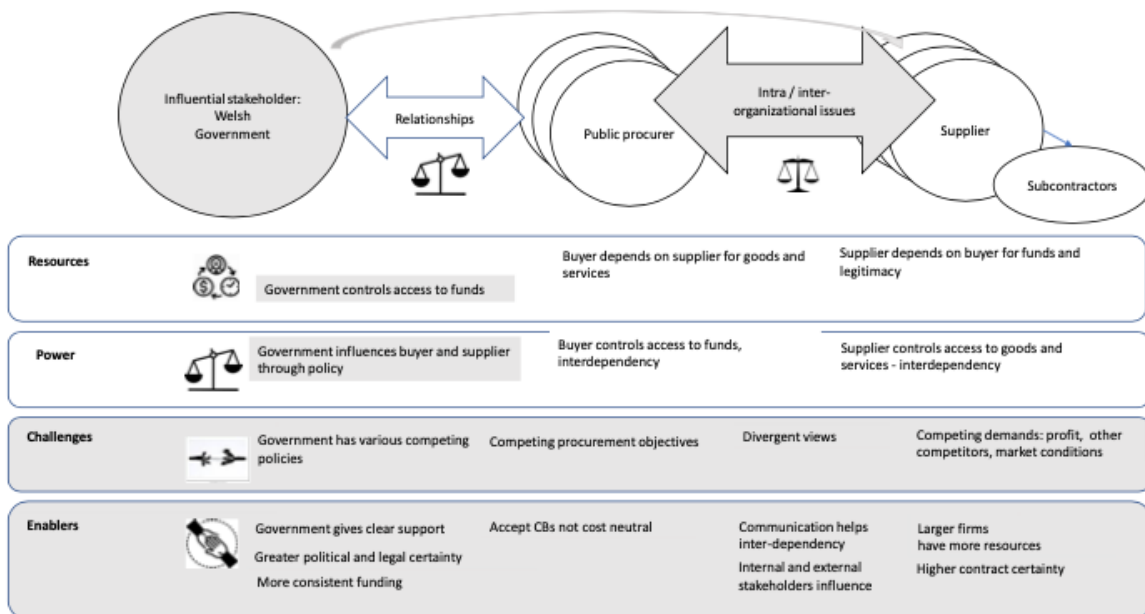 Influential stakeholder:
Welsh
Government
Relationships
Public procurer
Intra / inter-
organizational issues
Supplier
Subcontractors
Resources
Government controls access to funds
Buyer depends on supplier for goods and
services
Supplier depends on buyer for funds and
legitimacy
Power
Government influences buyer and supplier
through policy
Buyer controls access to funds,
interdependency
Supplier controls access to goods and
services - interdependency
Challenges
Government has various competing
policies
Competing procurement objectives
Divergent views
Competing demands: profit, other
competitors, market conditions
Enablers
Government gives clear support
Greater political and legal certainty
More consistent funding
Accept CBs not cost neutral
Communication helps
inter-dependency
Internal and external
stakeholders influence
Larger firms
have more resources
Higher contract certainty